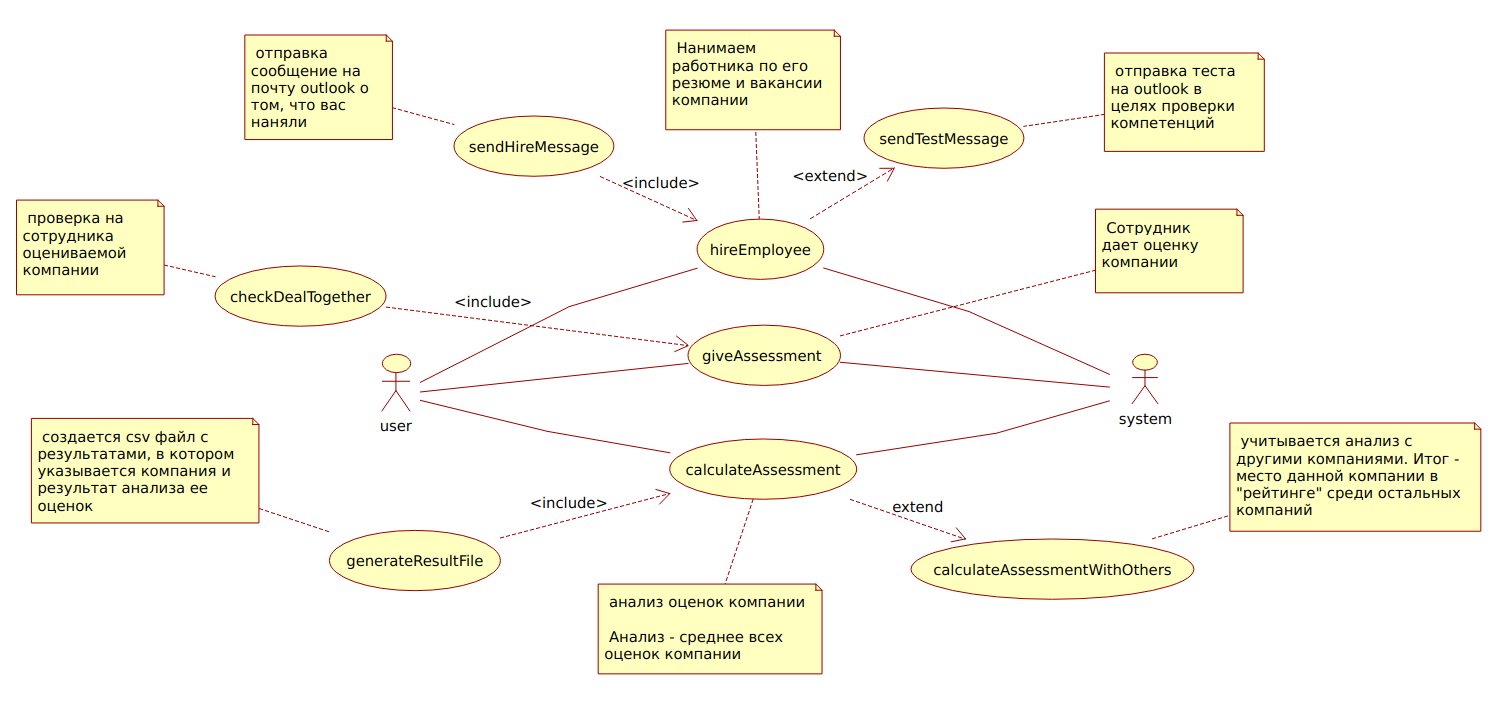 отправка
сообщение на
почту outlook о
том, что вас
наняли
Нанимаем
работника по его
резюме и вакансии
компании
отправка теста
на outlook в
целях проверки
компетенций
sendHireMessage
sendTestMessage
<include>
<extend>
проверка на
сотрудника
оцениваемой
компании
hireEmployee
Сотрудник
дает оценку
компании
checkDealTogether
<include>
giveAssessment
user
system
создается csv файл с
результатами, в котором
указывается компания и
результат анализа ее
оценок
calculateAssessment
учитывается анализ с
другими компаниями. Итог -
место данной компании в
"рейтинге" среди остальных
компаний
<include>
extend
generateResultFile
calculateAssessmentWithOthers
анализ оценок компании
Анализ - среднее всех
оценок компании